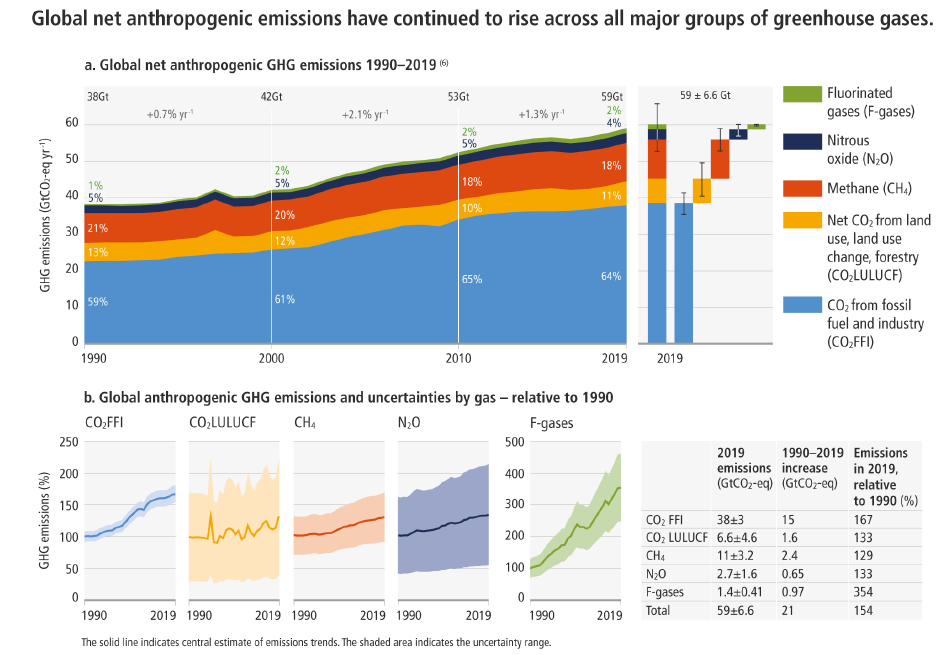 Global net anthropogenic emissions have continued to rise across all major groups of greenhouse gases.
a. Global net anthropogenic GHG emissions 1990–2019 (6)
38Gt 42Gt 53Gt 59Gt
+0.7% yr⁻¹ +2.1% yr⁻¹ +1.3% yr⁻¹
GHG emissions (GtCO₂-eq yr⁻¹)
60
50
40
30
20
10
0
1%
5%
21%
13%
59%
2%
5%
20%
12%
61%
2%
5%
18%
10%
65%
2%
4%
18%
11%
64%
1990 2000 2010 2019
59 ± 6.6 Gt
2019
Fluorinated
gases (F-gases)
Nitrous
oxide (N₂O)
Methane (CH₄)
Net CO₂ from land
use, land use
change, forestry
(CO₂LULUCF)
CO₂ from fossil
fuel and industry
(CO₂FFI)
b. Global anthropogenic GHG emissions and uncertainties by gas – relative to 1990
CO₂FFI CO₂LULUCF CH₄ N₂O F-gases
GHG emissions (%)
250
200
150
100
50
0
500
400
300
200
100
0
1990 2019 1990 2019 1990 2019 1990 2019 1990 2019
2019 emissions (GtCO₂-eq) 1990–2019 increase (GtCO₂-eq) Emissions in 2019, relative to 1990 (%)
CO₂ FFI 38±3 15 167
CO₂ LULUCF 6.6±4.6 1.6 133
CH₄ 11±3.2 2.4 129
N₂O 2.7±1.6 0.65 133
F-gases 1.4±0.41 0.97 354
Total 59±6.6 21 154
The solid line indicates central estimate of emissions trends. The shaded area indicates the uncertainty range.